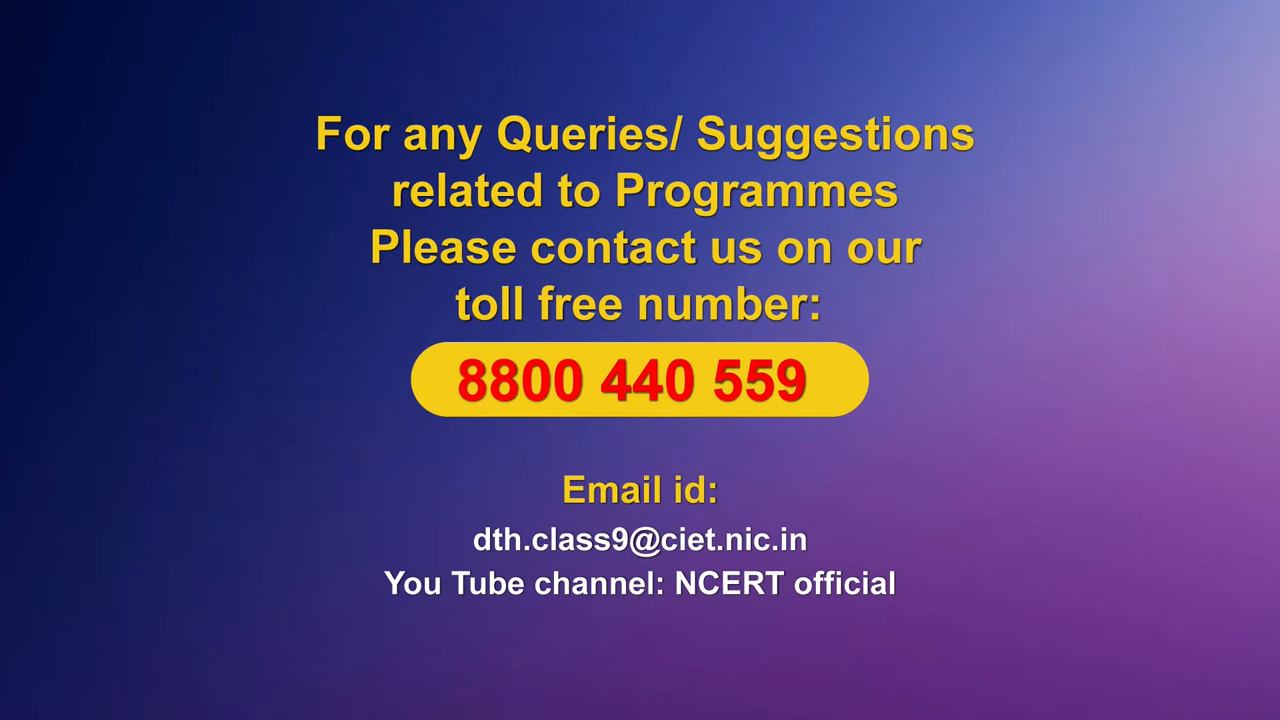 For any Queries/ Suggestions
related to Programmes
Please contact us on our
toll free number:
8800 440 559
Email id:
dth.class9@ciet.nic.in
You Tube channel: NCERT official